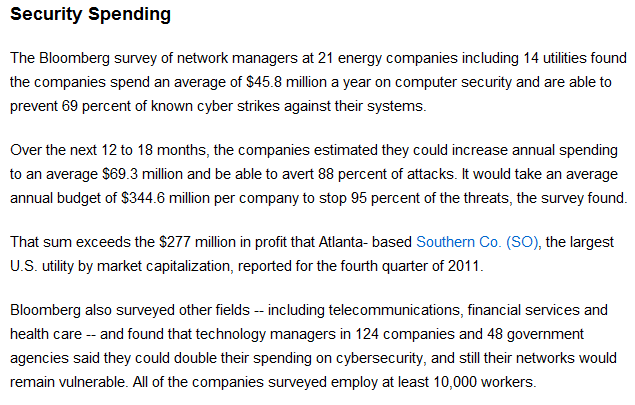 Security Spending
The Bloomberg survey of network managers at 21 energy companies including 14 utilities found
the companies spend an average of $45.8 million a year on computer security and are able to
prevent 69 percent of known cyber strikes against their systems.
Over the next 12 to 18 months, the companies estimated they could increase annual spending
to an average $69.3 million and be able to avert 88 percent of attacks. It would take an average
annual budget of $344.6 million per company to stop 95 percent of the threats, the survey found.
That sum exceeds the $277 million in profit that Atlanta- based Southern Co. (SO), the largest
U.S. utility by market capitalization, reported for the fourth quarter of 2011.
Bloomberg also surveyed other fields -- including telecommunications, financial services and
health care -- and found that technology managers in 124 companies and 48 government
agencies said they could double their spending on cybersecurity, and still their networks would
remain vulnerable. All of the companies surveyed employ at least 10,000 workers.